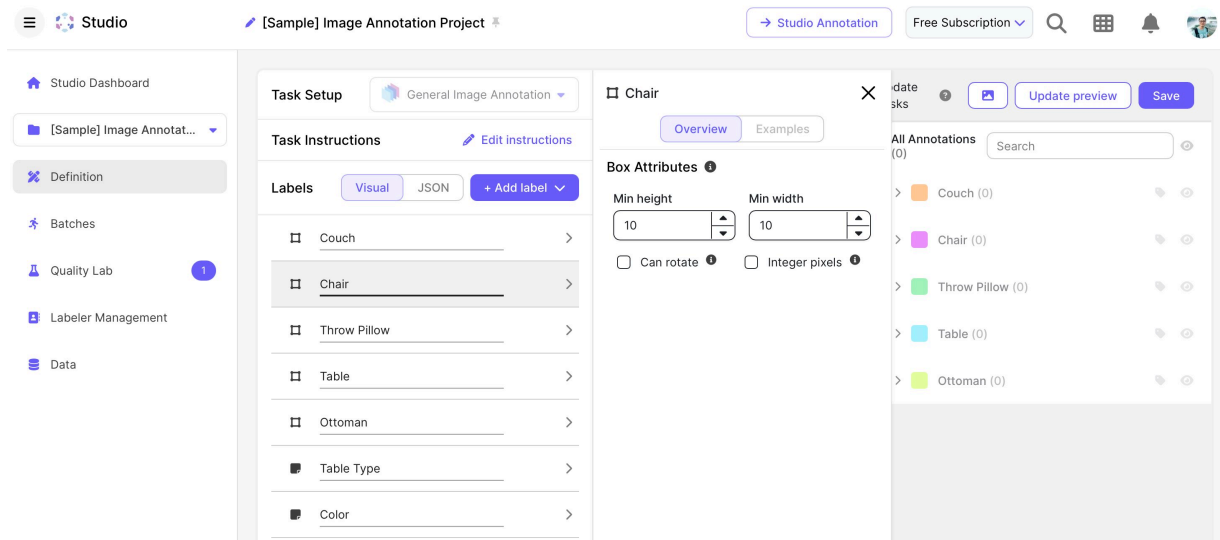 Studio
[Sample] Image Annotation Project
Studio Annotation
Free Subscription
Studio Dashboard
[Sample] Image Annotat...
Definition
Batches
Quality Lab
1
Labeler Management
Data
Task Setup
General Image Annotation
Task Instructions
Edit instructions
Labels
Visual
JSON
+ Add label
Couch
Chair
Throw Pillow
Table
Ottoman
Table Type
Color
Chair
Overview
Examples
Box Attributes
Min height
Min width
10
10
Can rotate
Integer pixels
Update preview
Save
All Annotations
(0)
Search
Couch (0)
Chair (0)
Throw Pillow (0)
Table (0)
Ottoman (0)